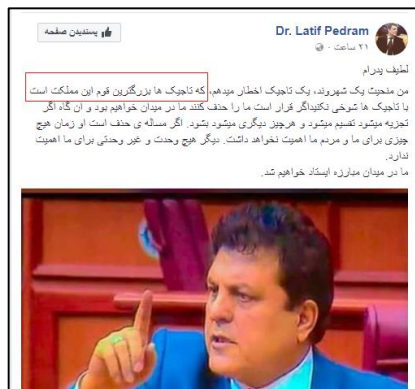 پسندیدن صفحه
Dr. Latif Pedram
۲۱ ساعت ·
لطیف پدرام
من منحیث یک شهروند، یک تاجیک اخطار میدهم، که تاجیک ها بزرگترین قوم این مملکت است
با تاجیک ها شوخی نکنیداگر قرار است ما را حذف کنند ما در میدان خواهیم بود و آن گاه اگر
تجزیه میشود تقسیم میشود و هرچیز دیگری میشود بشود. اگر مساله ی حذف است او زمان هیچ
چیزی برای ما و مردم ما اهمیت نخواهد داشت. دیگر هیچ وحدت و غیر وحدتی برای ما اهمیت
ندارد.
ما در میدان مبارزه ایستاد خواهیم شد.